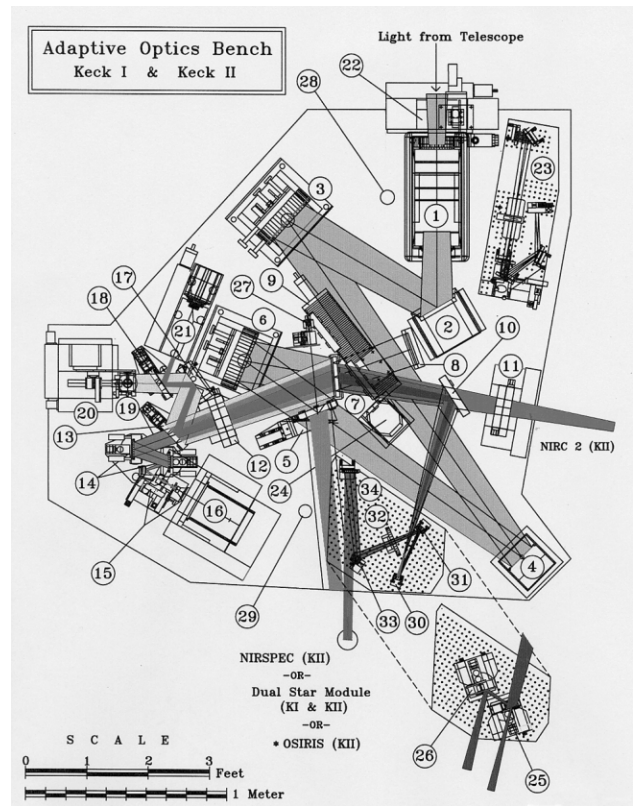 Adaptive Optics Bench
Keck I & Keck II
Light from Telescope
22
28
23
3
1
17
27
9
18
2
10
21
6
11
8
20
19
7
NIRC 2 (KII)
13
12
5
14
24
34
16
32
4
15
31
29
33
30
NIRSPEC (KII)
-OR-
Dual Star Module
(KI & KII)
-OR-
* OSIRIS (KII)
26
25
S C A L E
0 1 2 3
Feet
1 Meter